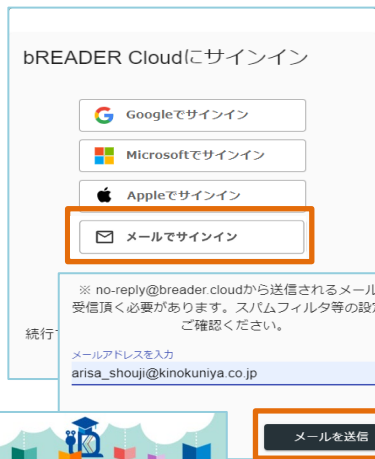 bREADER Cloudにサインイン
Googleでサインイン
Microsoftでサインイン
Appleでサインイン
メールでサインイン
※ no-reply@breader.cloudから送信されるメール
受信頂く必要があります。スパムフィルタ等の設定
ご確認ください。
続行
メールアドレスを入力
arisa_shouji@kinokuniya.co.jp
メールを送信